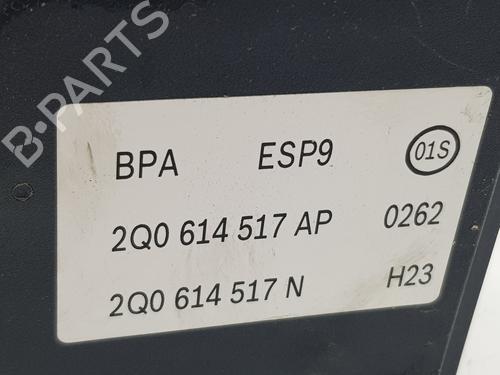 B-PARTS
BPA ESP9 01S
2Q0 614 517 AP 0262
2Q0 614 517 N H23